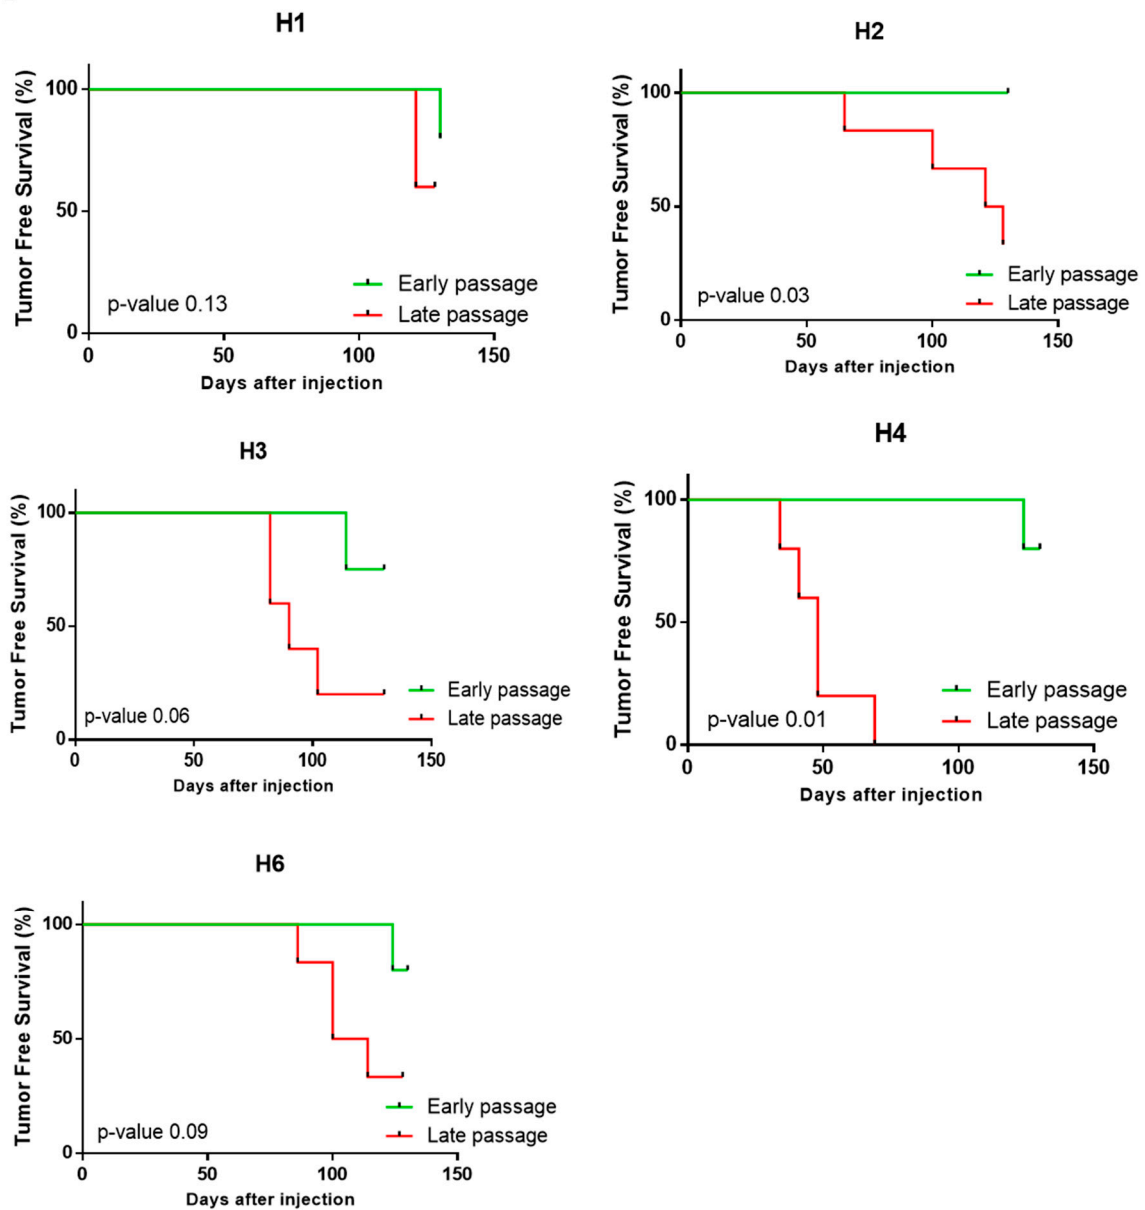 H1
Tumor Free Survival (%)
100
50
0
p-value 0.13
Early passage
Late passage
0 50 100 150
Days after injection
H2
Tumor Free Survival (%)
100
50
0
p-value 0.03
Early passage
Late passage
0 50 100 150
Days after injection
H3
Tumor Free Survival (%)
100
50
0
p-value 0.06
Early passage
Late passage
0 50 100 150
Days after injection
H4
Tumor Free Survival (%)
100
50
0
p-value 0.01
Early passage
Late passage
0 50 100 150
Days after injection
H6
Tumor Free Survival (%)
100
50
0
p-value 0.09
Early passage
Late passage
0 50 100 150
Days after injection